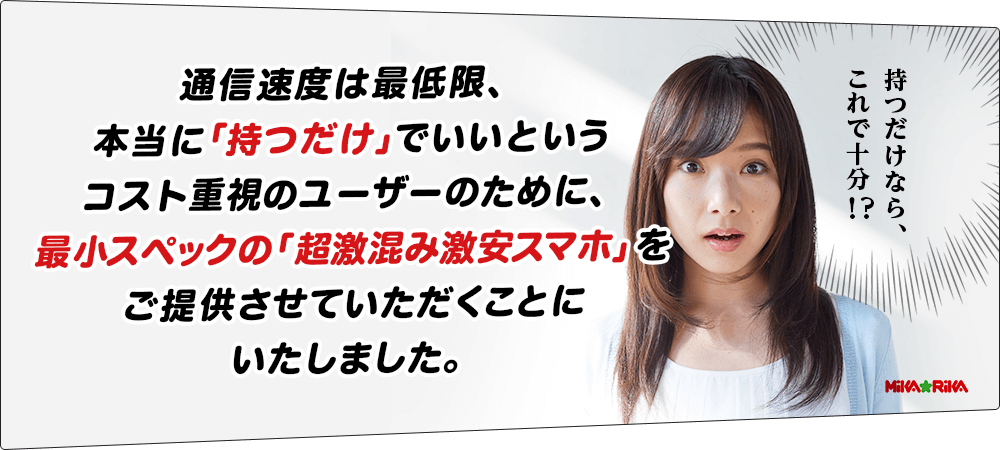 通信速度は最低限、
本当に「持つだけ」でいいという
コスト重視のユーザーのために、
最小スペックの「超激混み激安スマホ」を
ご提供させていただくことに
いたしました。
持つだけなら、
これで十分!?
MiKA★RiKA